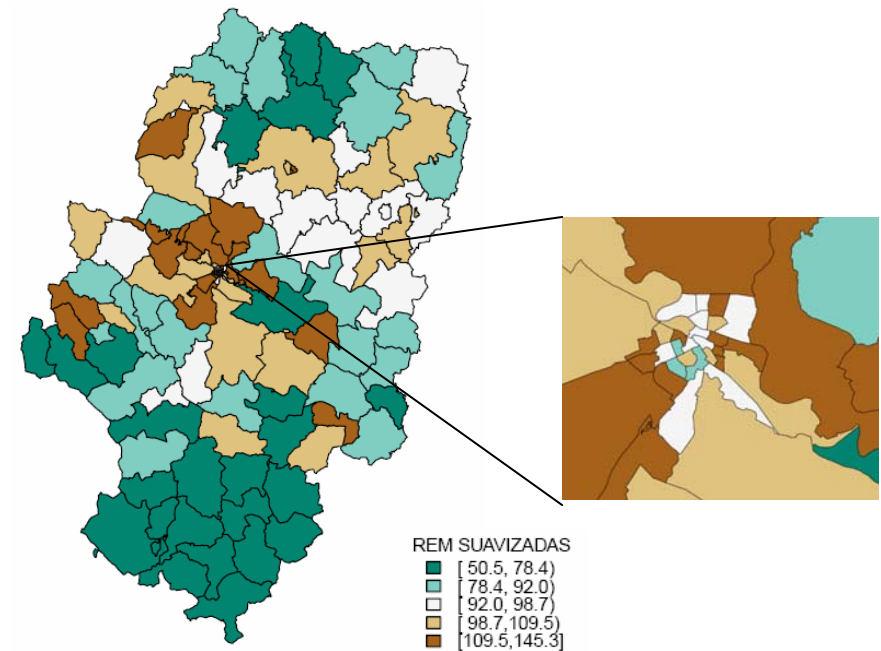 REM SUAVIZADAS
[ 50.5, 78.4)
[ 78.4, 92.0)
[ 92.0, 98.7)
[ 98.7,109.5)
[109.5,145.3]